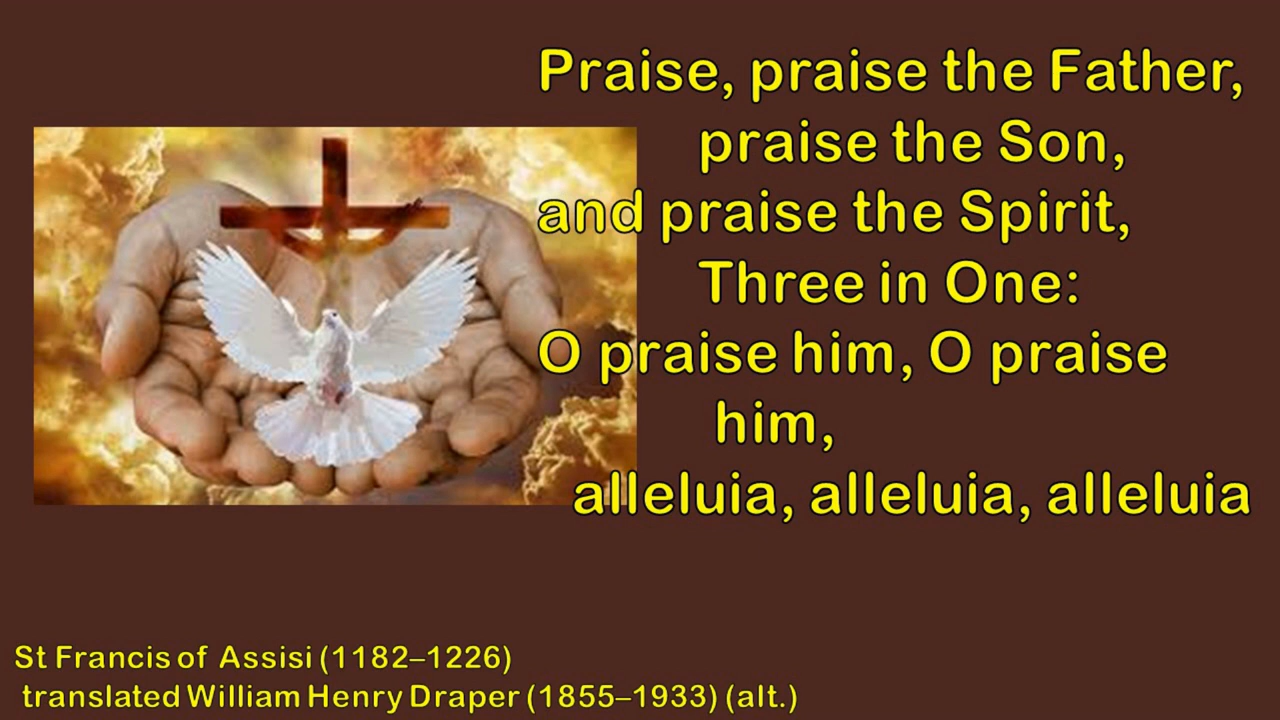 Praise, praise the Father,
praise the Son,
and praise the Spirit,
Three in One:
O praise him, O praise
him,
alleluia, alleluia, alleluia
St Francis of Assisi (1182–1226)
translated William Henry Draper (1855–1933) (alt.)